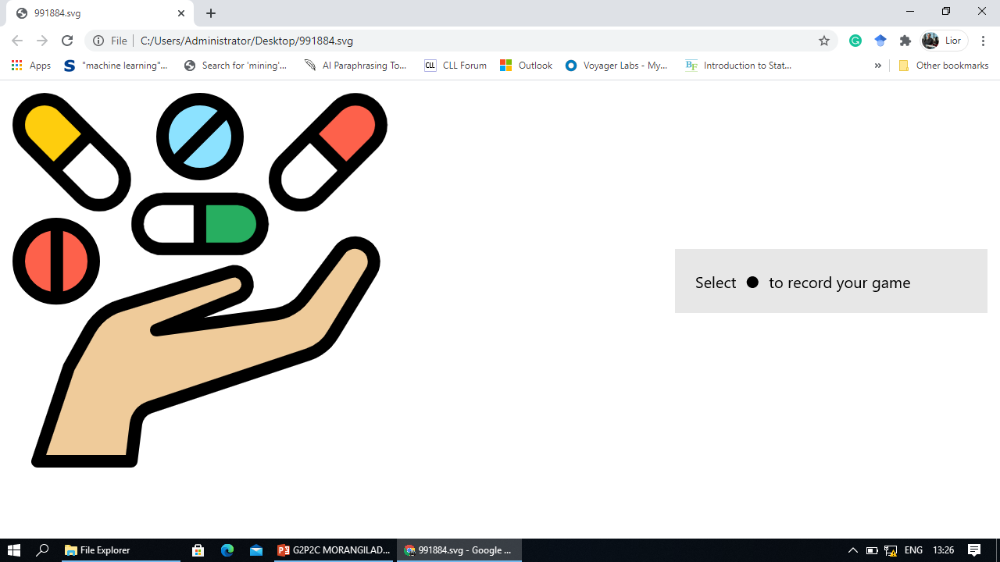 991884.svg
File
C:/Users/Administrator/Desktop/991884.svg
Lior
Apps
"machine learning"...
Search for 'mining'...
AI Paraphrasing To...
CLL CLL Forum
Outlook
Voyager Labs - My...
BF Introduction to Stat...
»
Other bookmarks
Select ● to record your game
File Explorer
G2P2C MORANGILAD...
991884.svg - Google ...
ENG
13:26